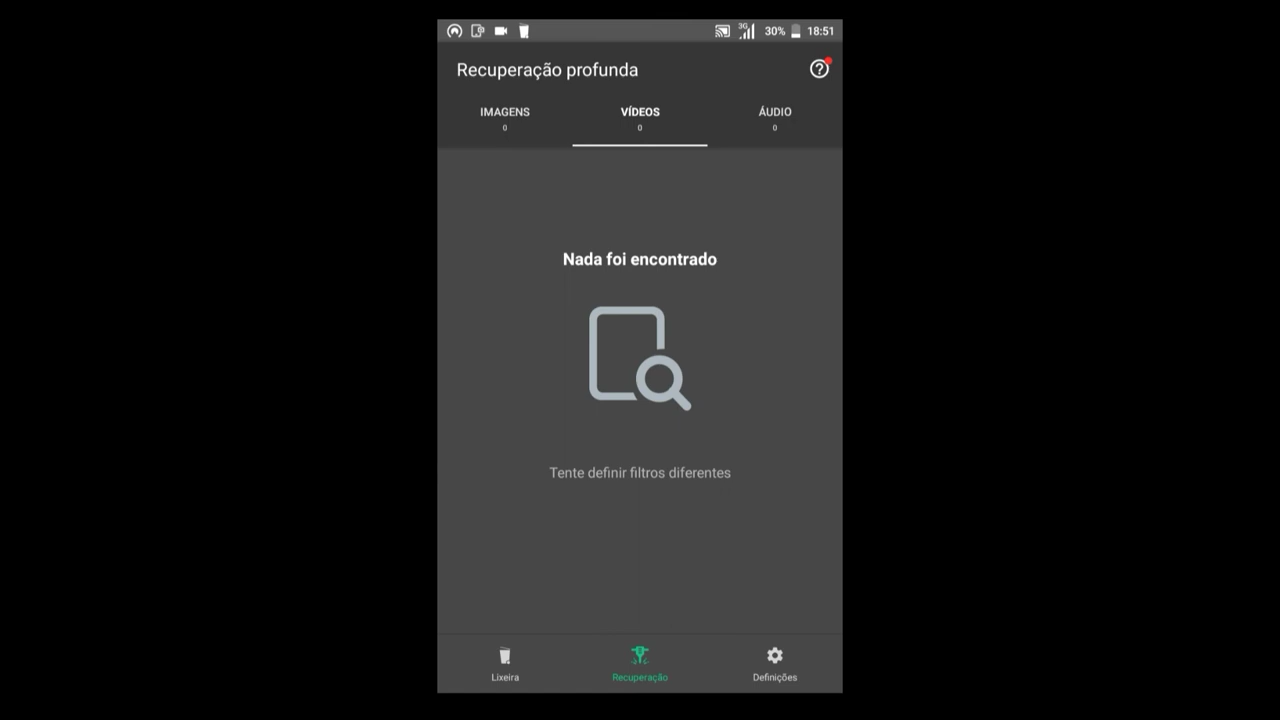 3G 30% 18:51
Recuperação profunda
IMAGENS VÍDEOS ÁUDIO
0 0 0
Nada foi encontrado
Tente definir filtros diferentes
Lixeira Recuperação Definições